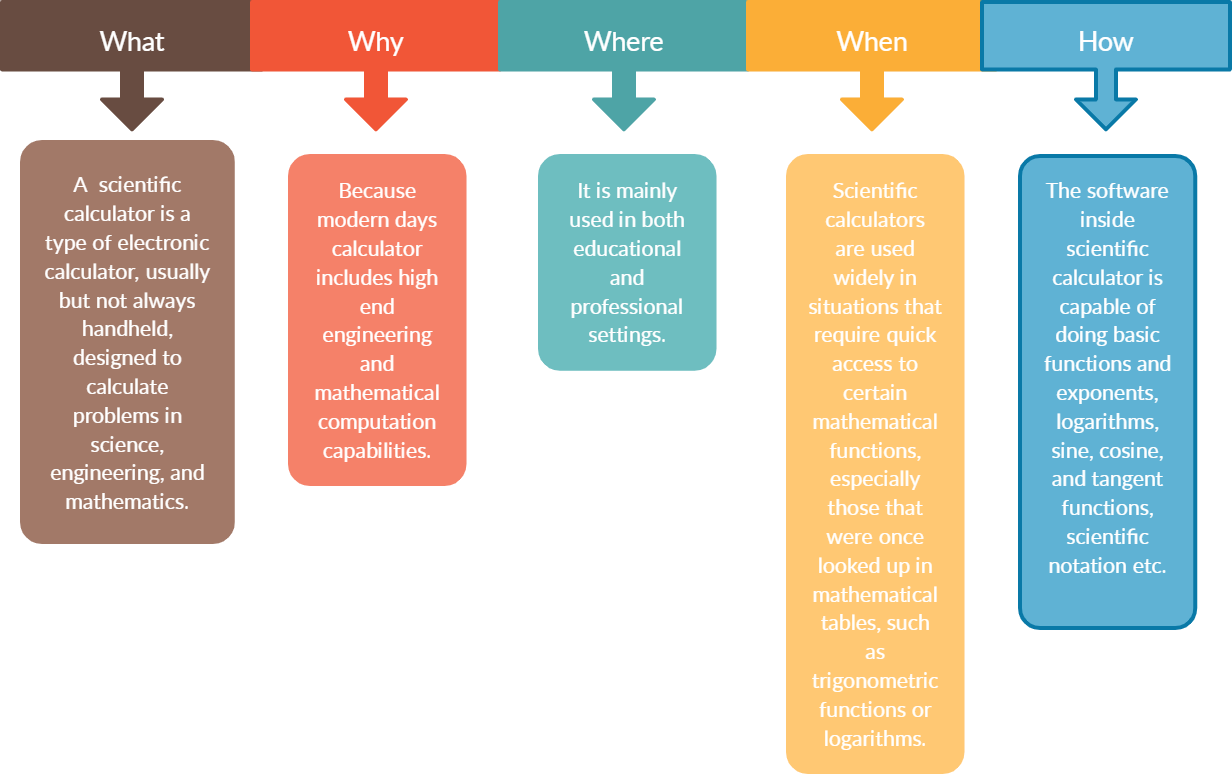 What
Why
Where
When
How
A scientific
calculator is a
type of electronic
calculator, usually
but not always
handheld,
designed to
calculate
problems in
science,
engineering, and
mathematics.
Because
modern days
calculator
includes high
end
engineering
and
mathematical
computation
capabilities.
It is mainly
used in both
educational
and
professional
settings.
Scientific
calculators
are used
widely in
situations that
require quick
access to
certain
mathematical
functions,
especially
those that
were once
looked up in
mathematical
tables, such
as
trigonometric
functions or
logarithms.
The software
inside
scientific
calculator is
capable of
doing basic
functions and
exponents,
logarithms,
sine, cosine,
and tangent
functions,
scientific
notation etc.